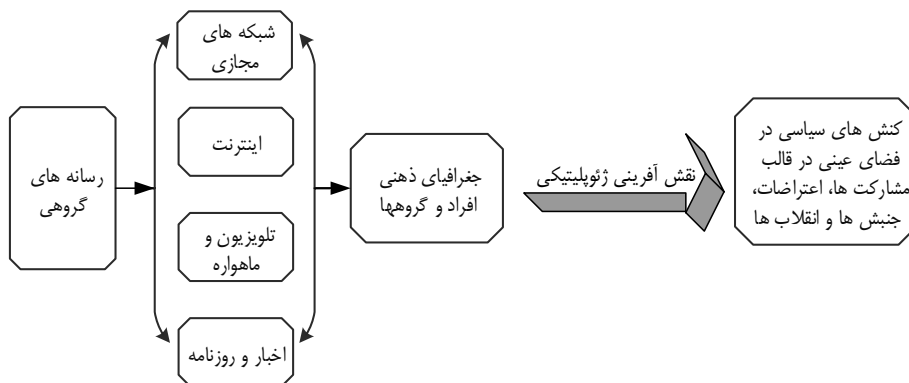 رسانه های
گروهی
شبکه های
مجازی
اینترنت
تلویزیون و
ماهواره
اخبار و روزنامه
جغرافیای ذهنی
افراد و گروهها
نقش آفرینی ژئوپلیتیکی
کنش های سیاسی در
فضای عینی در قالب
مشارکت ها، اعتراضات،
جنبش ها و انقلاب ها